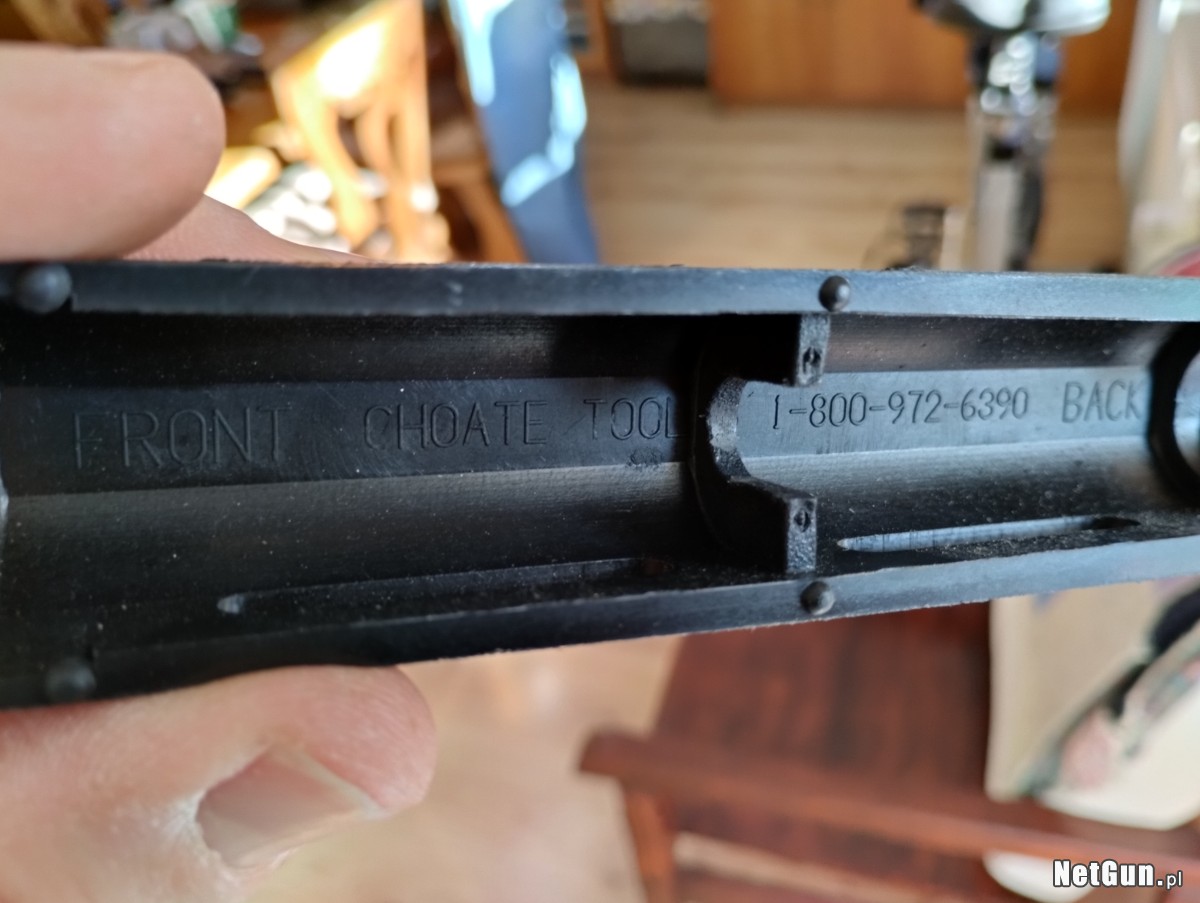 FRONT CHOATE TOOL 1-800-972-6390 BACK
NetGun.pl